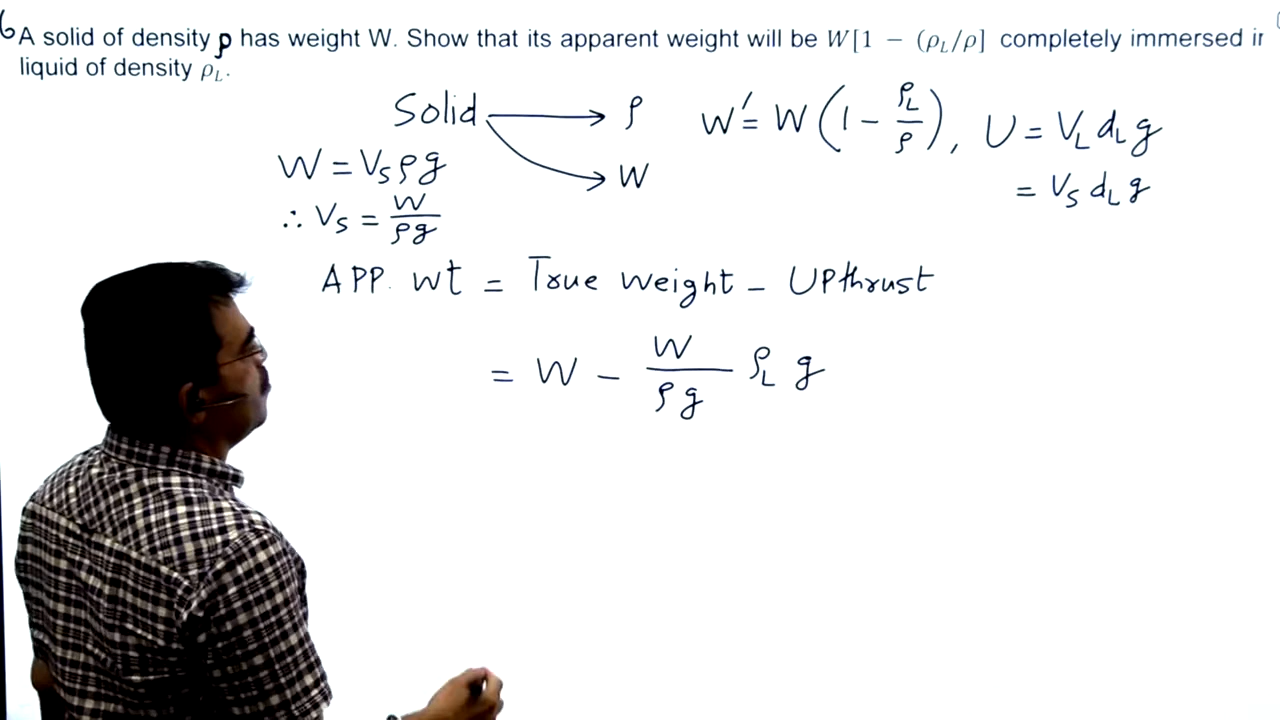 6 A solid of density ρ has weight W. Show that its apparent weight will be W[1 − (ρL/ρ] completely immersed in
liquid of density ρL.
Solid ρ W' = W (1 − ρL/ρ), U = VL dL g
W = Vs ρ g W = Vs dL g
∴ Vs = W/ρg
APP. wt = True weight − UPthrust
= W − W/ρg ρL g